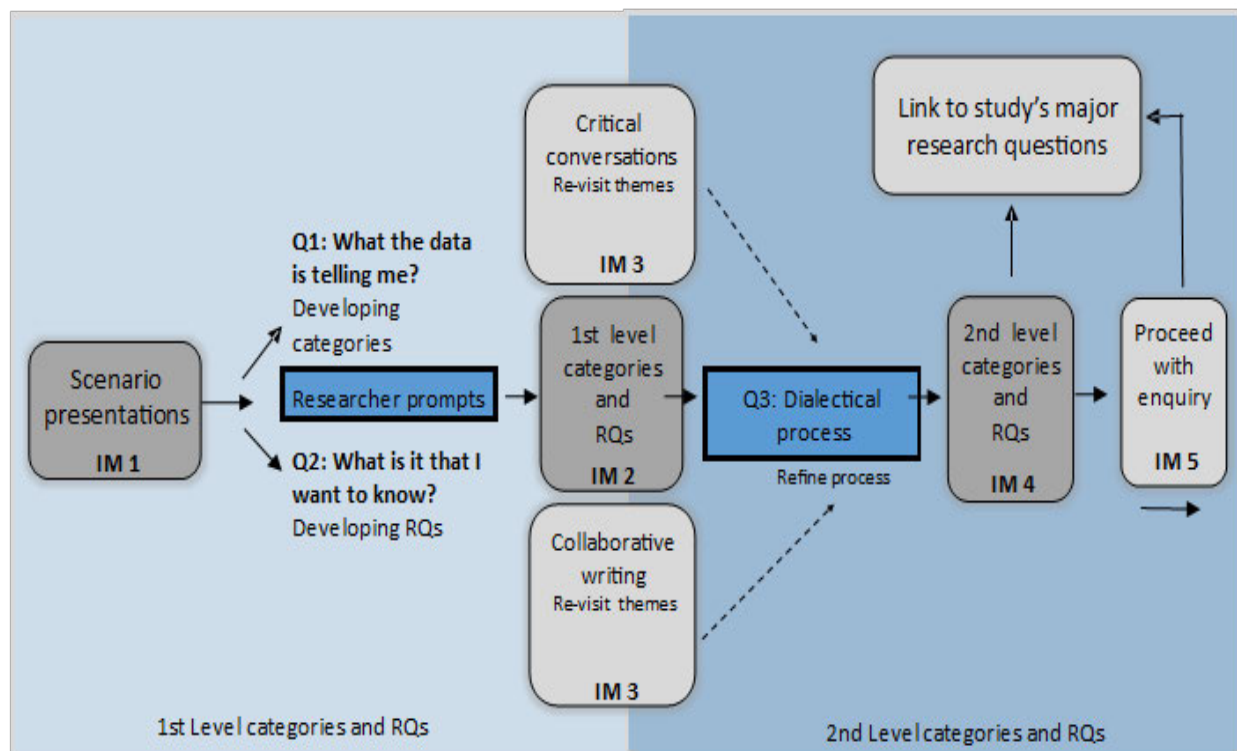 Scenario
presentations
IM 1
Q1: What the data
is telling me?
Developing
categories
Researcher prompts
Q2: What is it that I
want to know?
Developing RQs
Critical
conversations
Re-visit themes
IM 3
1st level
categories
and
RQs
IM 2
Collaborative
writing
Re-visit themes
IM 3
Q3: Dialectical
process
Refine process
Link to study's major
research questions
2nd level
categories
and
RQs
IM 4
Proceed
with
enquiry
IM 5
1st Level categories and RQs
2nd Level categories and RQs